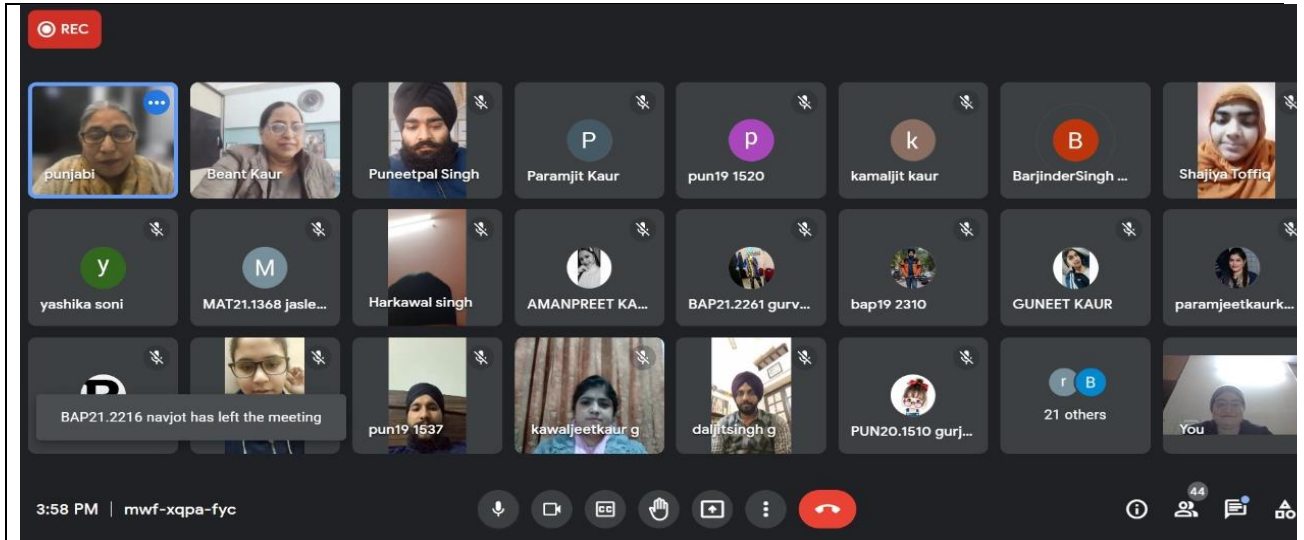 REC
punjabi
Beant Kaur
Puneetpal Singh
P
Paramjit Kaur
p
pun19 1520
k
kamaljit kaur
B
BarjinderSingh ...
Shajiya Toffiq
y
yashika soni
M
MAT21.1368 jasle...
Harkawal singh
AMANPREET KA...
BAP21.2261 gurv...
bap19 2310
GUNEET KAUR
paramjeetkaurk...
BAP21.2216 navjot has left the meeting
pun19 1537
kawaljeetkaur g
daljitsingh g
PUN20.1510 gurj...
r B
21 others
You
3:58 PM | mwf-xqpa-fyc
CC
44